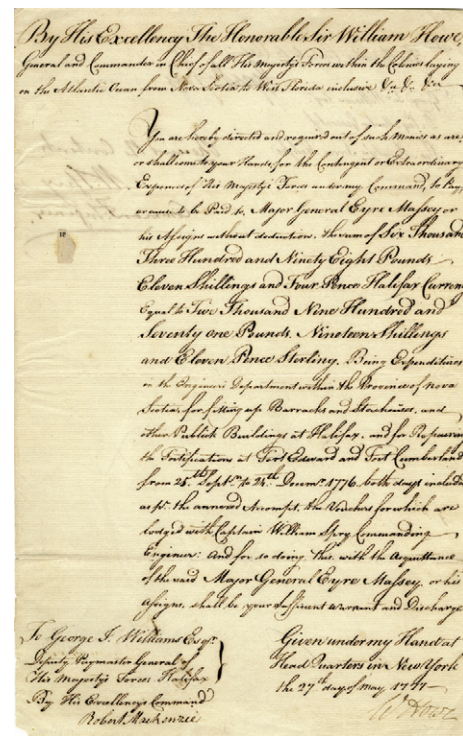 By His Excellency The Honorable Sir William Howe,
General and Commander in Chief of all His Majesty's Forces within the Colonies laying
on the Atlantic Ocean from Nova Scotia to West Florida inclusive &c. &c. &c.
You are hereby directed and required out of such Monies as are,
or shall come to your Hands, for the Contingent or Extraordinary
Expences of His Majesty's Forces under my Command, to Pay,
or cause to be Paid to, Major General Eyre Massey or
his Assigns without deduction, the sum of Six Thousand
Three Hundred and Ninety Eight Pounds
Eleven Shillings and Four Pence Halifax Curren
Equal to Two Thousand Nine Hundred and
Seventy one Pounds, Nineteen Shillings
and Eleven Pence Sterling, Being Expenditures
in the Engineers Department within the Province of Nova
Scotia, for fitting up Barracks and Storehouses, and
other Publick Buildings at Halifax, and for Repairing
the Fortifications at Fort Edward and Fort Cumberland
from 25th Septr. to 24th Decemr. 1776 both days included
as pr. the annexed Accompt, the Vouchers for which are
lodged with Captain William Spry Commanding
Engineer: And for so doing this with the Acquittance
of the said Major General Eyre Massey, or his
Assigns, shall be your sufficient Warrant and Discharge
To George I. Williams Esqr.
Deputy Paymaster General of
His Majesty's Forces Halifax
By His Excellency's Command
Robert Mackenzie
Given under my Hand at
Head Quarters in New York
the 27th day of May 1777
W Howe